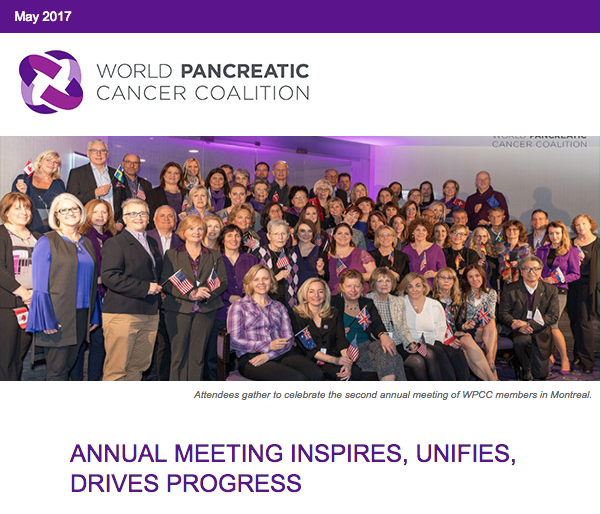 May 2017
WORLD PANCREATIC
CANCER COALITION
WORLD PANCREATIC
CANCER COALITION
Attendees gather to celebrate the second annual meeting of WPCC members in Montreal.
ANNUAL MEETING INSPIRES, UNIFIES,
DRIVES PROGRESS